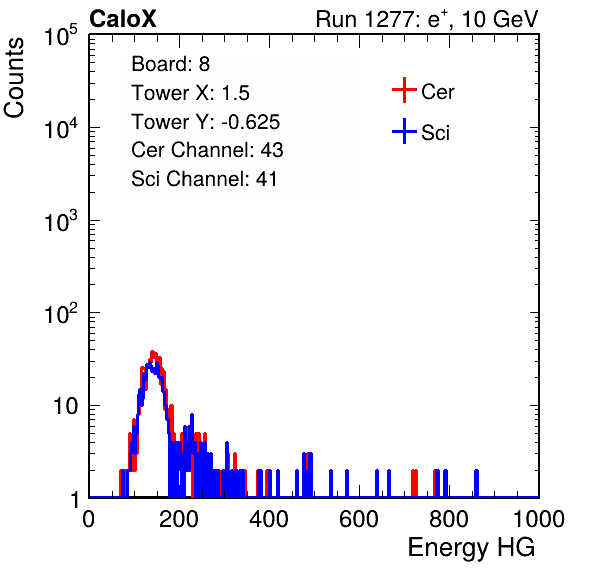 CaloX Run 1277: e⁺, 10 GeV
Counts
10⁵
10⁴
10³
10²
10
1
Board: 8
Tower X: 1.5
Tower Y: -0.625
Cer Channel: 43
Sci Channel: 41
Cer
Sci
0 200 400 600 800 1000
Energy HG